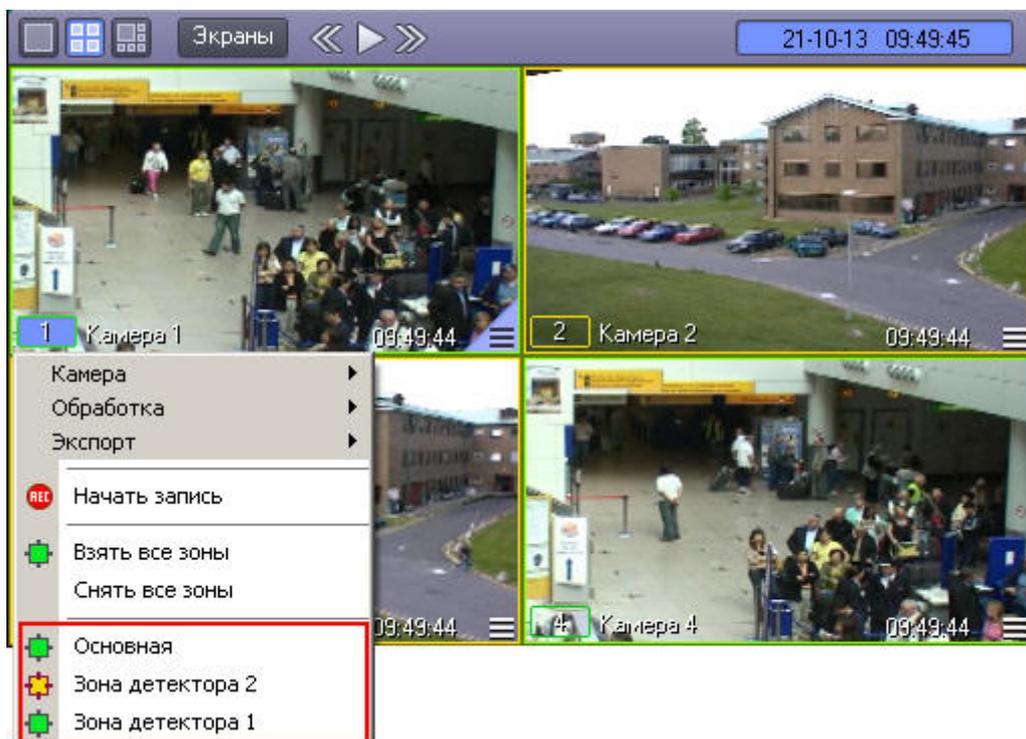 Экраны
21-10-13 09:49:45
1 Камера 1 09:49:44
2 Камера 2 09:49:44
Камера
Обработка
Экспорт
REC Начать запись
Взять все зоны
Снять все зоны
09:49:44
4 Камера 4 09:49:44
Основная
Зона детектора 2
Зона детектора 1